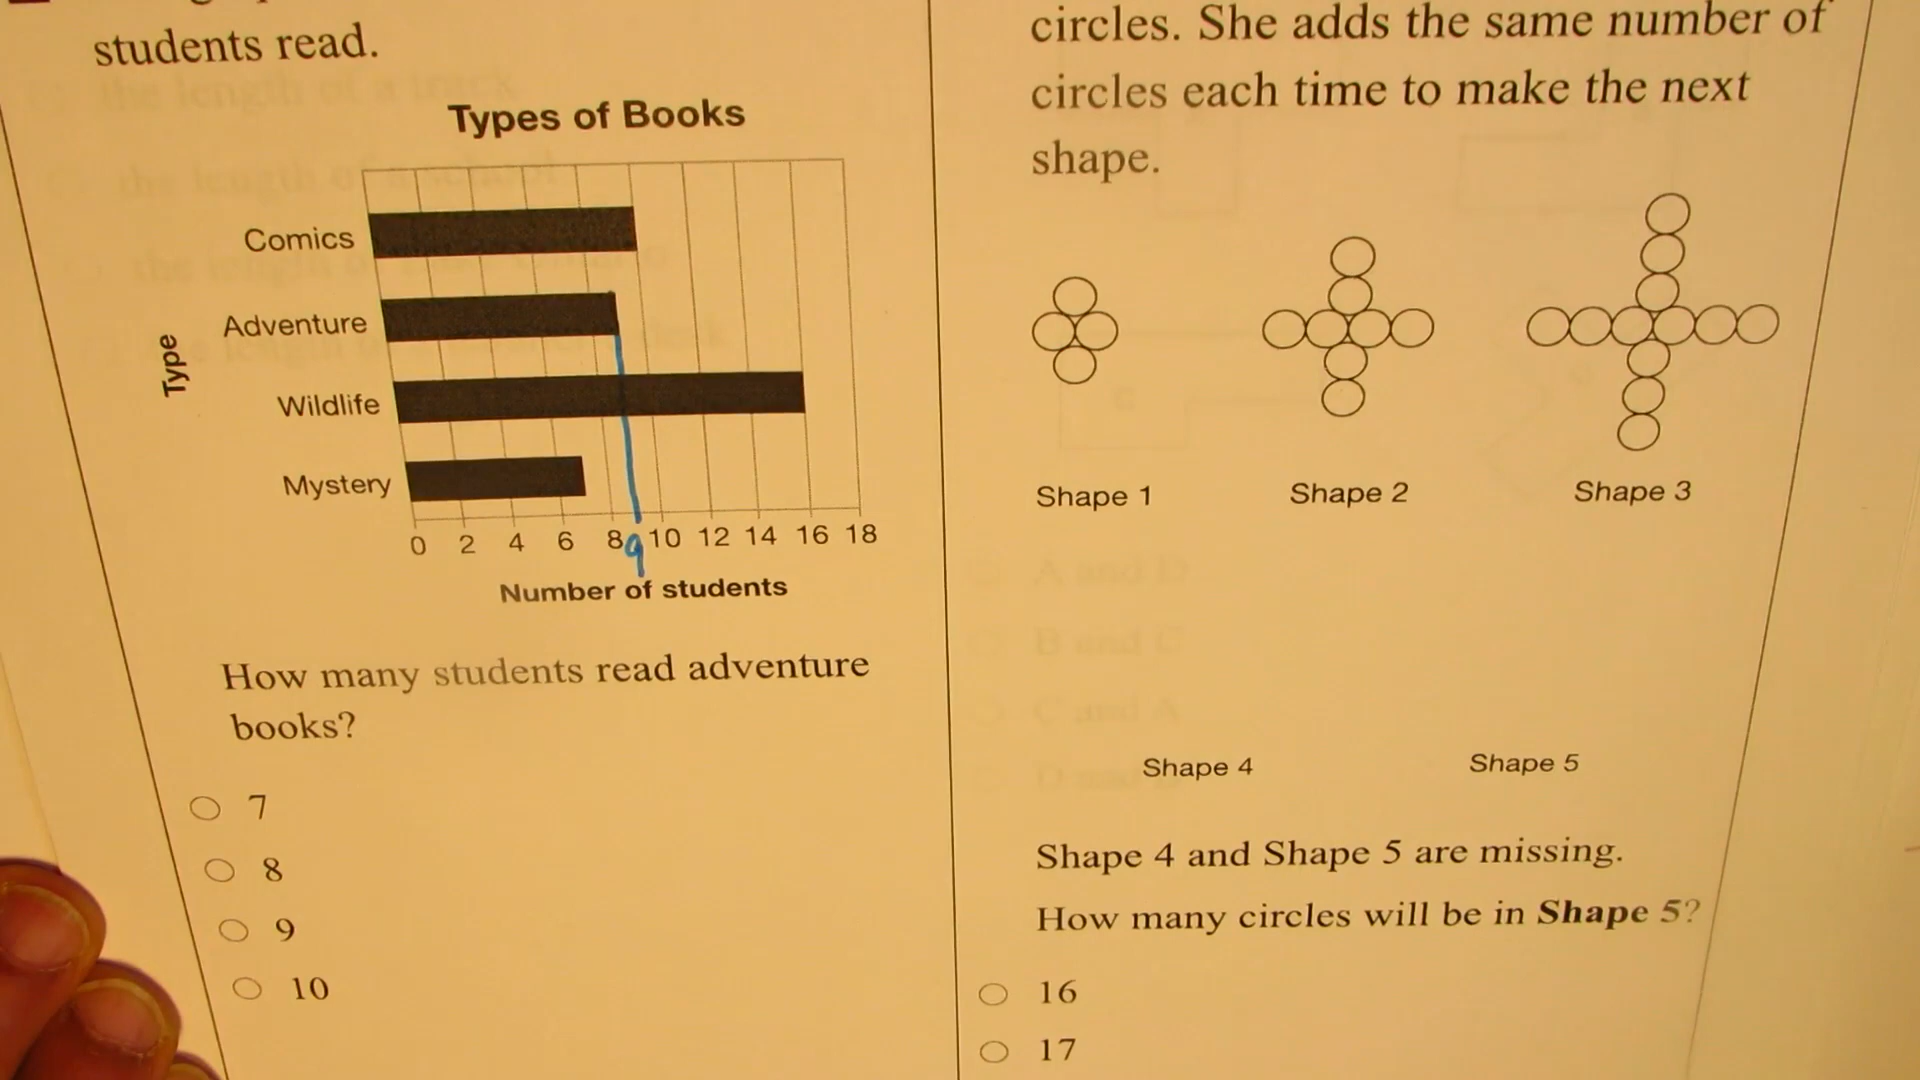 students read.
Types of Books
Comics
Adventure
Wildlife
Mystery
Type
0 2 4 6 8 9 10 12 14 16 18
Number of students
How many students read adventure
books?
7
8
9
10
circles. She adds the same number of
circles each time to make the next
shape.
Shape 1 Shape 2 Shape 3
Shape 4 Shape 5
Shape 4 and Shape 5 are missing.
How many circles will be in Shape 5?
16
17